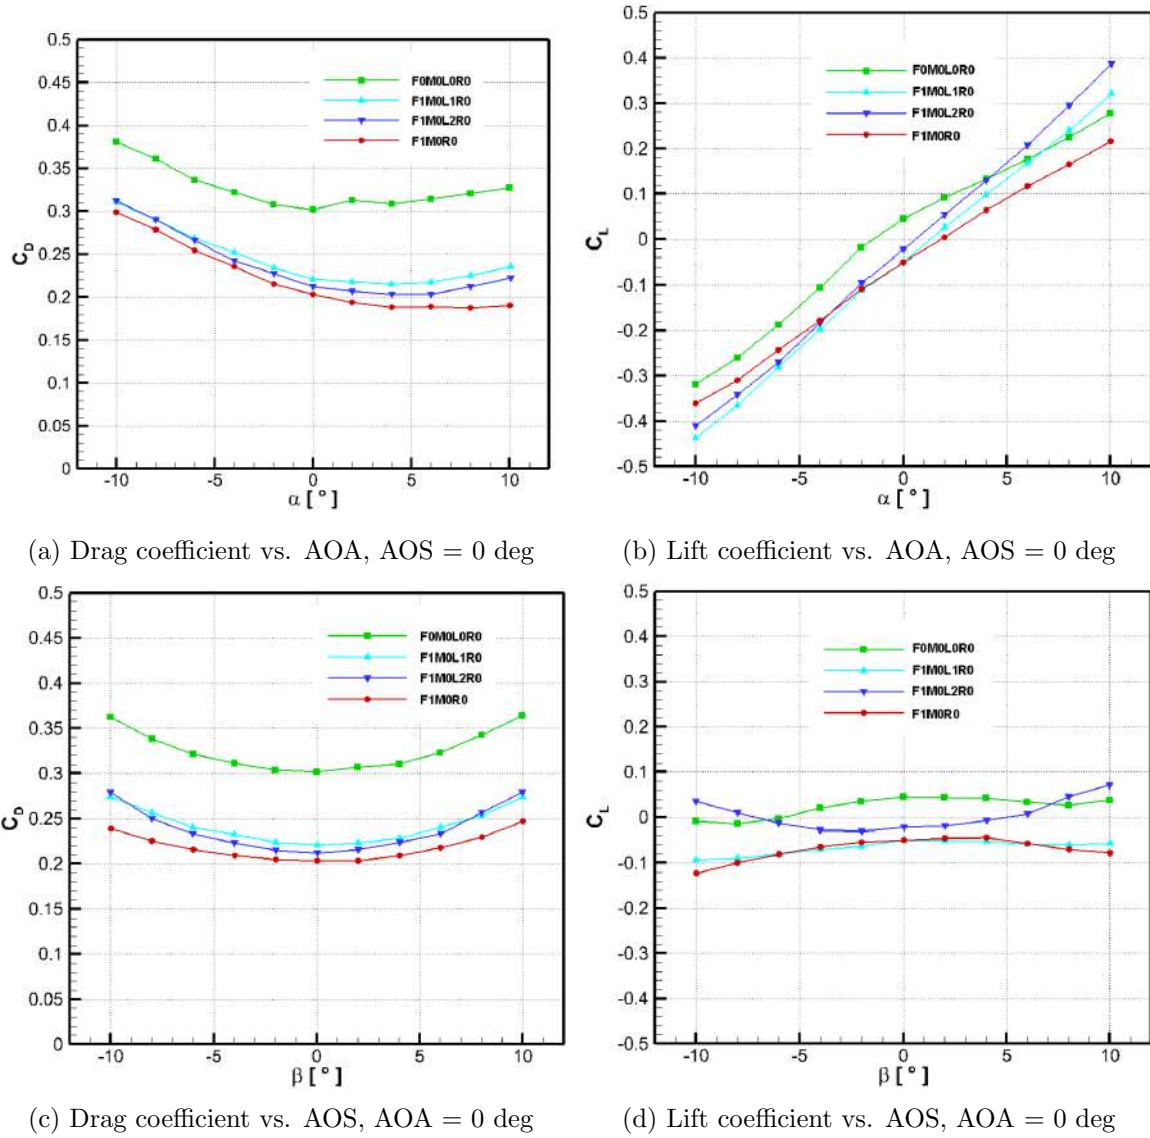 0.5
0.45
0.4
0.35
0.3
0.25
0.2
0.15
0.1
0.05
0
C_D
F0M0L0R0
F1M0L1R0
F1M0L2R0
F1M0R0
-10 -5 0 5 10
α [ ° ]
(a) Drag coefficient vs. AOA, AOS = 0 deg
0.5
0.4
0.3
0.2
0.1
0
-0.1
-0.2
-0.3
-0.4
-0.5
C_L
F0M0L0R0
F1M0L1R0
F1M0L2R0
F1M0R0
-10 -5 0 5 10
α [ ° ]
(b) Lift coefficient vs. AOA, AOS = 0 deg
0.5
0.45
0.4
0.35
0.3
0.25
0.2
0.15
0.1
0.05
0
C_D
F0M0L0R0
F1M0L1R0
F1M0L2R0
F1M0R0
-10 -5 0 5 10
β [ ° ]
(c) Drag coefficient vs. AOS, AOA = 0 deg
0.5
0.4
0.3
0.2
0.1
0
-0.1
-0.2
-0.3
-0.4
-0.5
C_L
F0M0L0R0
F1M0L1R0
F1M0L2R0
F1M0R0
-10 -5 0 5 10
β [ ° ]
(d) Lift coefficient vs. AOS, AOA = 0 deg